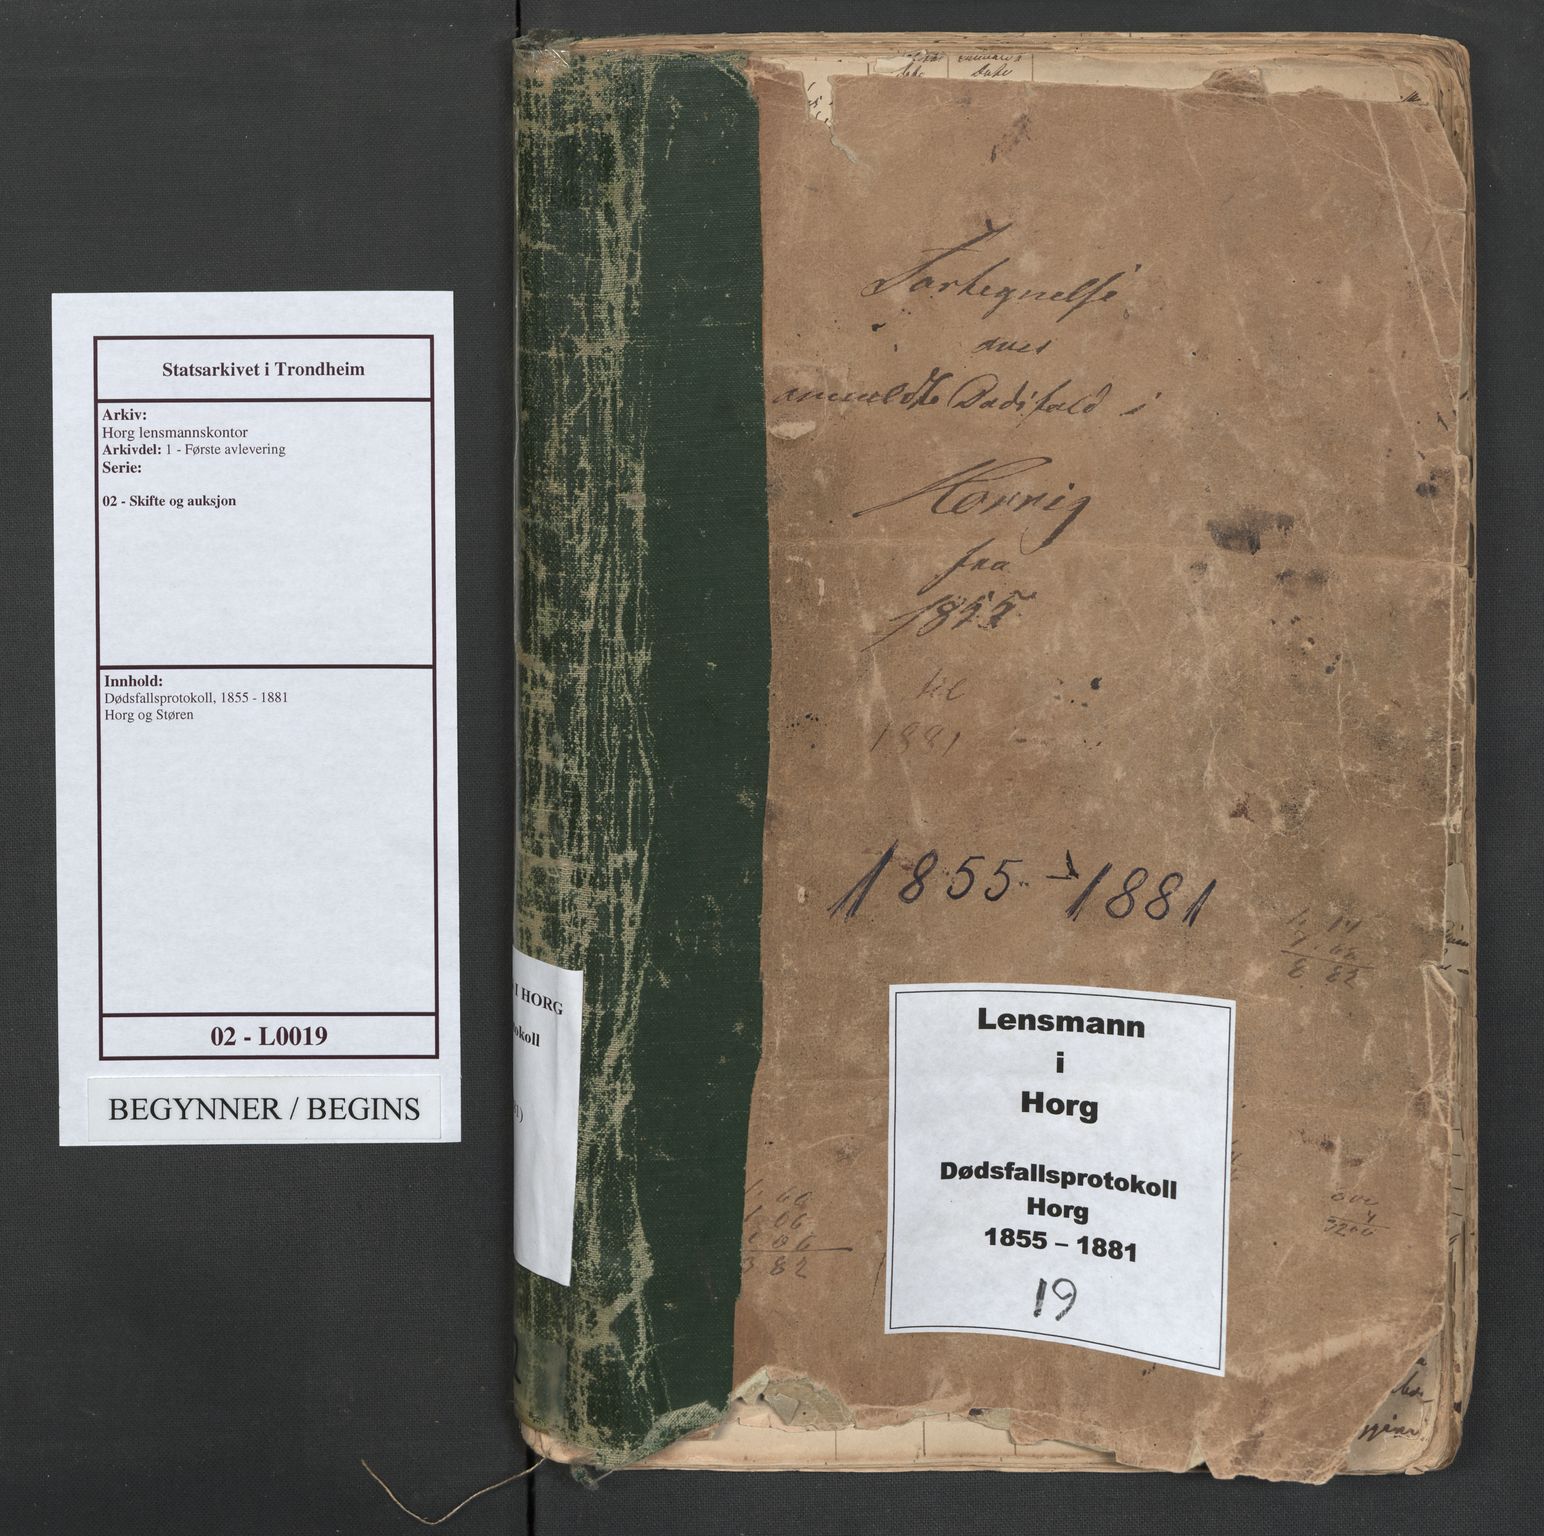 Statsarkivet i Trondheim
Arkiv:
Horg lensmannskontor
Arkivdel: 1 - Første avlevering
Serie:
02 - Skifte og auksjon
Innhold:
Dødsfallsprotokoll, 1855 - 1881
Horg og Støren
02 - L0019
BEGYNNER / BEGINS
I HORG
okoll
Fortegnelse
over
anmeldte Dødsfald i
Horrig
fra
1855
til
1881
1855 - 1881
Lensmann
i
Horg
Dødsfallsprotokoll
Horg
1855 – 1881
19